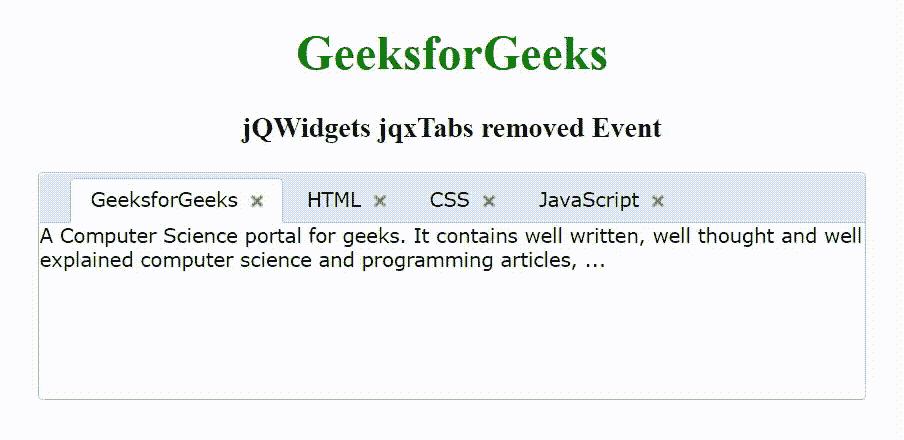 GeeksforGeeks
jQWidgets jqxTabs removed Event
GeeksforGeeks HTML CSS JavaScript
A Computer Science portal for geeks. It contains well written, well thought and well
explained computer science and programming articles, ...